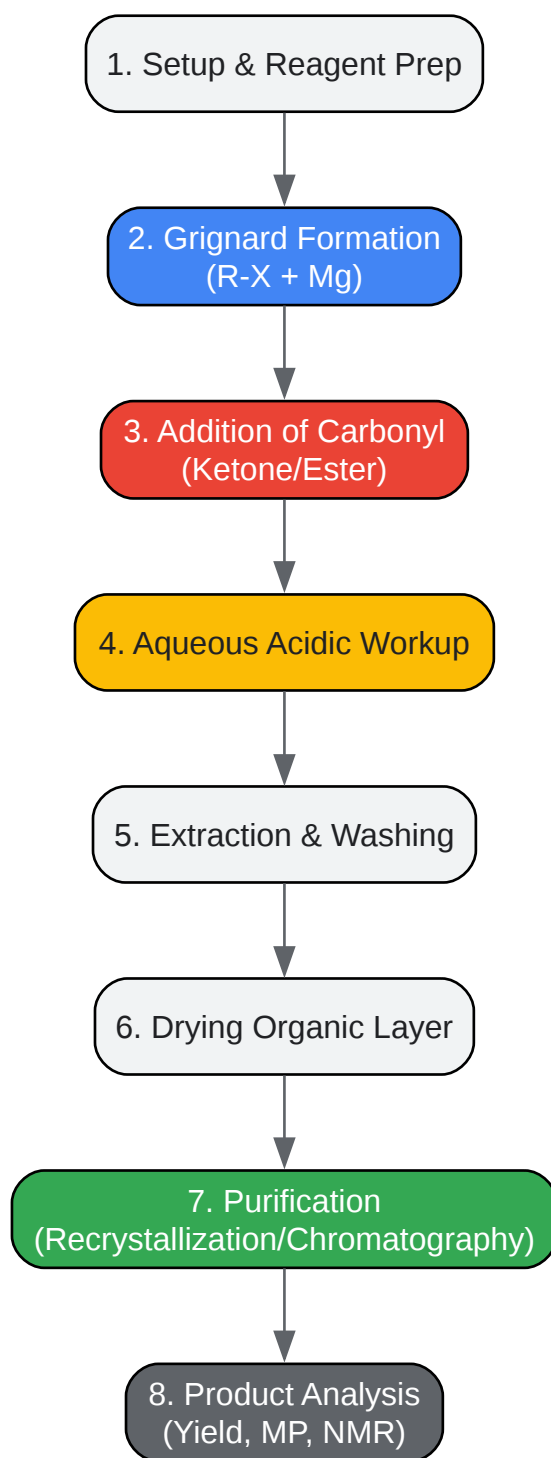 1. Setup & Reagent Prep
2. Grignard Formation
(R-X + Mg)
3. Addition of Carbonyl
(Ketone/Ester)
4. Aqueous Acidic Workup
5. Extraction & Washing
6. Drying Organic Layer
7. Purification
(Recrystallization/Chromatography)
8. Product Analysis
(Yield, MP, NMR)